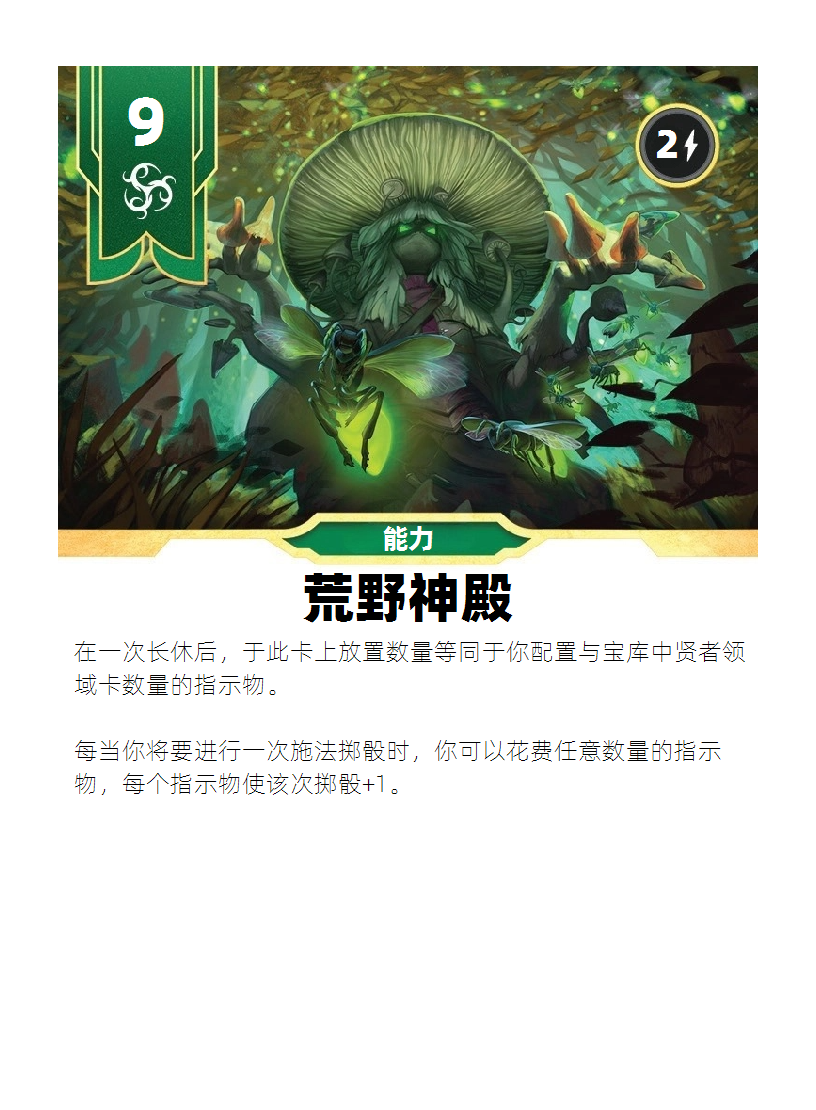 9
2
能力
荒野神殿
在一次长休后，于此卡上放置数量等同于你配置与宝库中贤者领
域卡数量的指示物。
每当你将要进行一次施法掷骰时，你可以花费任意数量的指示
物，每个指示物使该次掷骰+1。